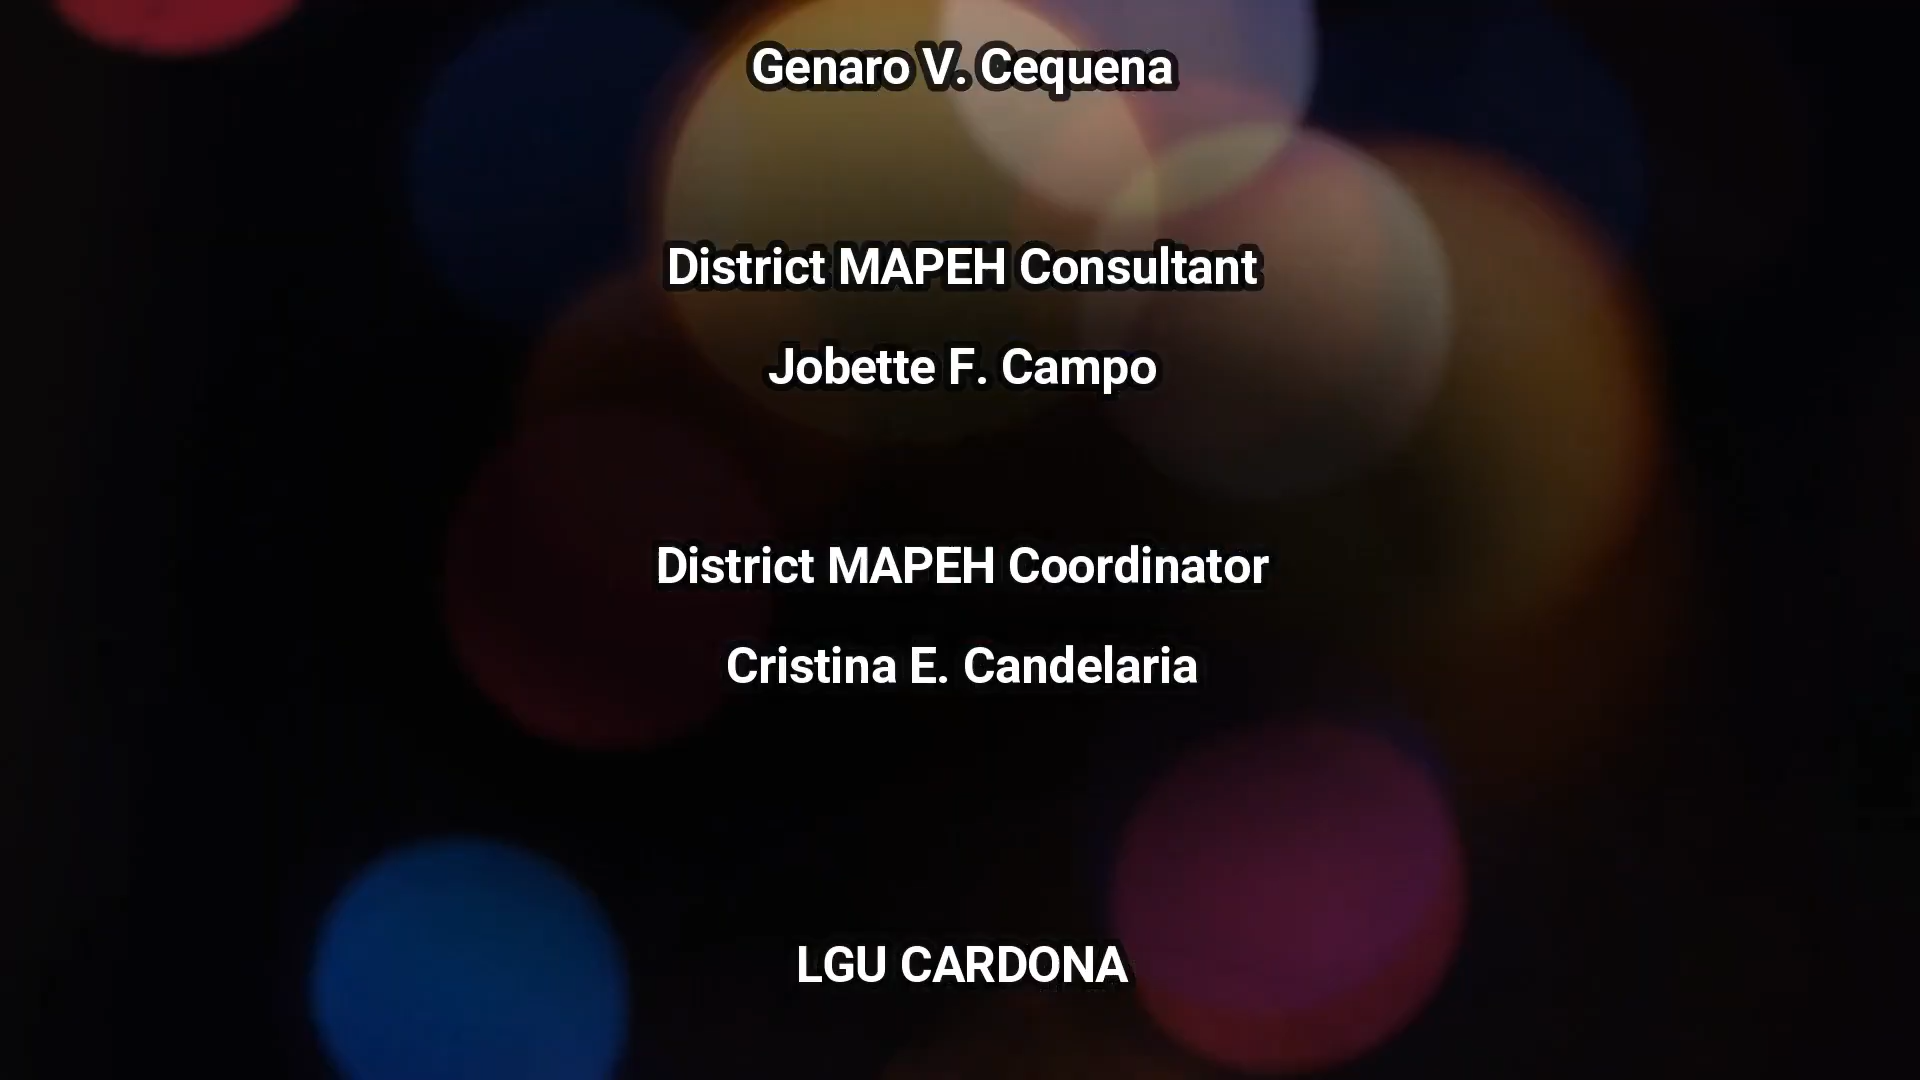 Genaro V. Cequena
District MAPEH Consultant
Jobette F. Campo
District MAPEH Coordinator
Cristina E. Candelaria
LGU CARDONA